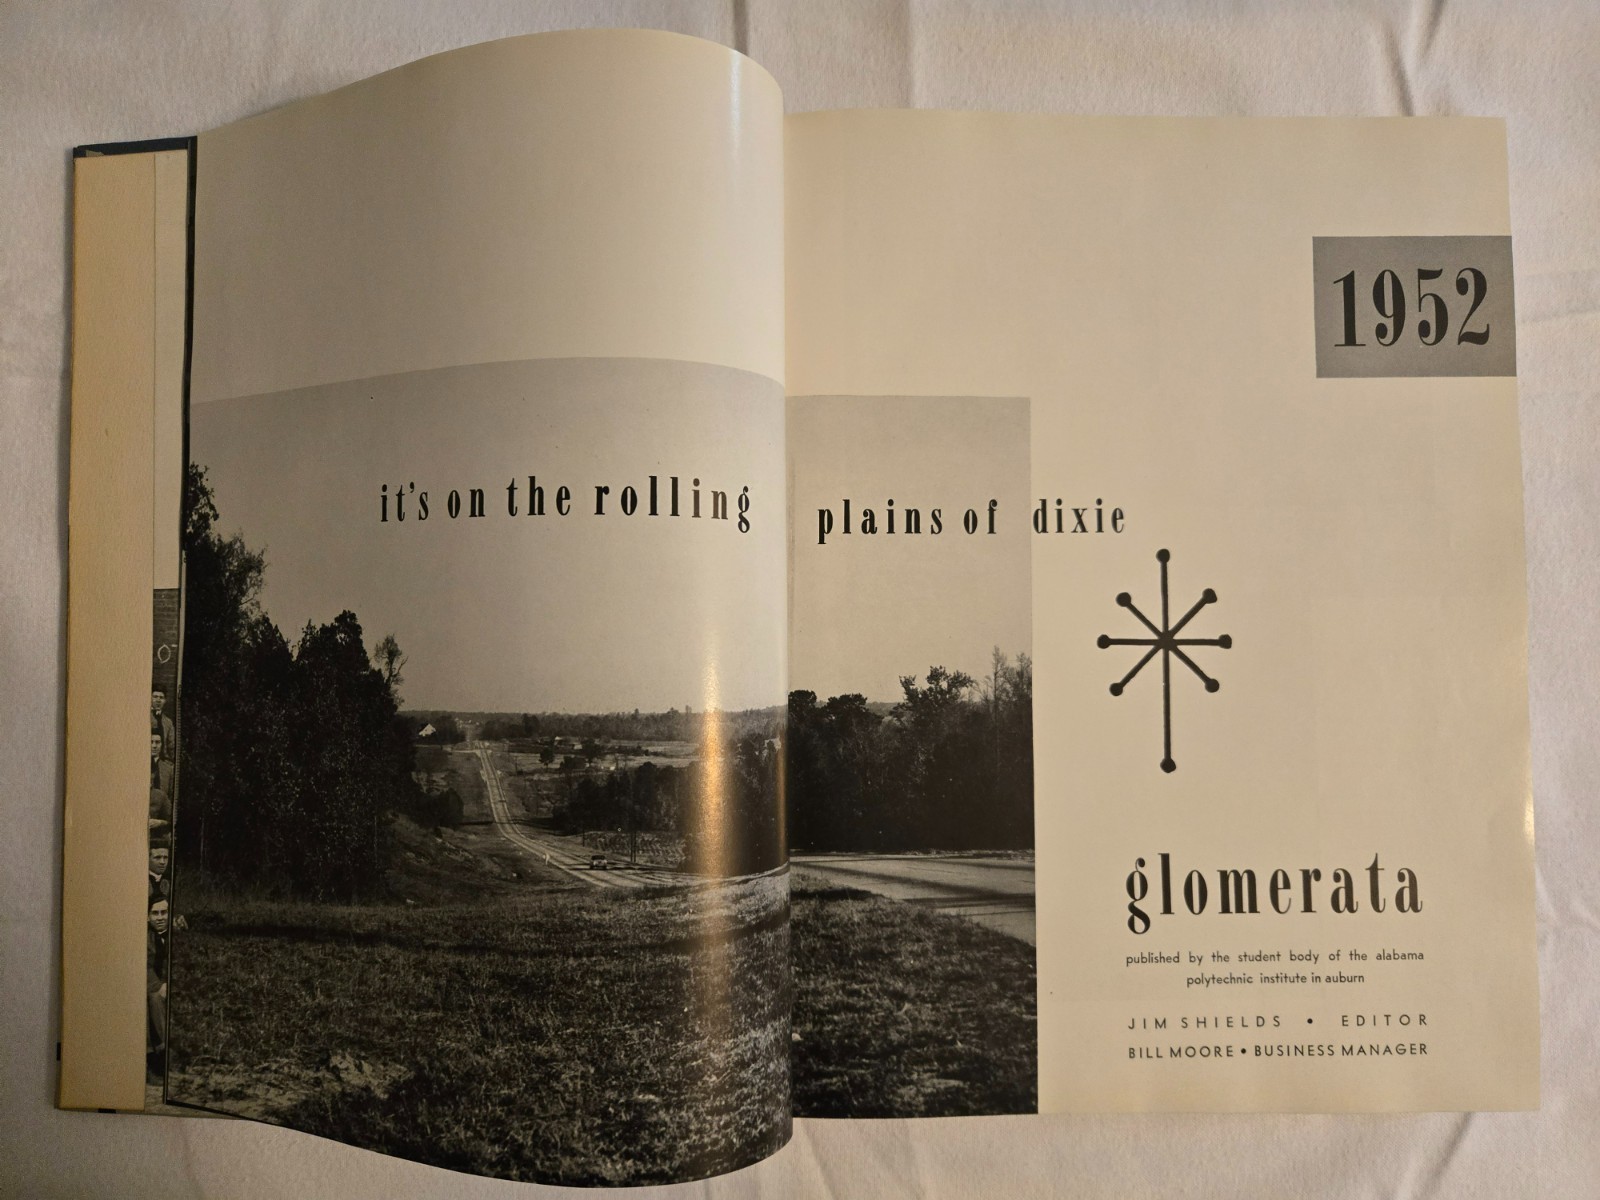 1952
it's on the rolling plains of dixie
glomerata
published by the student body of the alabama
polytechnic institute in auburn
JIM SHIELDS • EDITOR
BILL MOORE • BUSINESS MANAGER